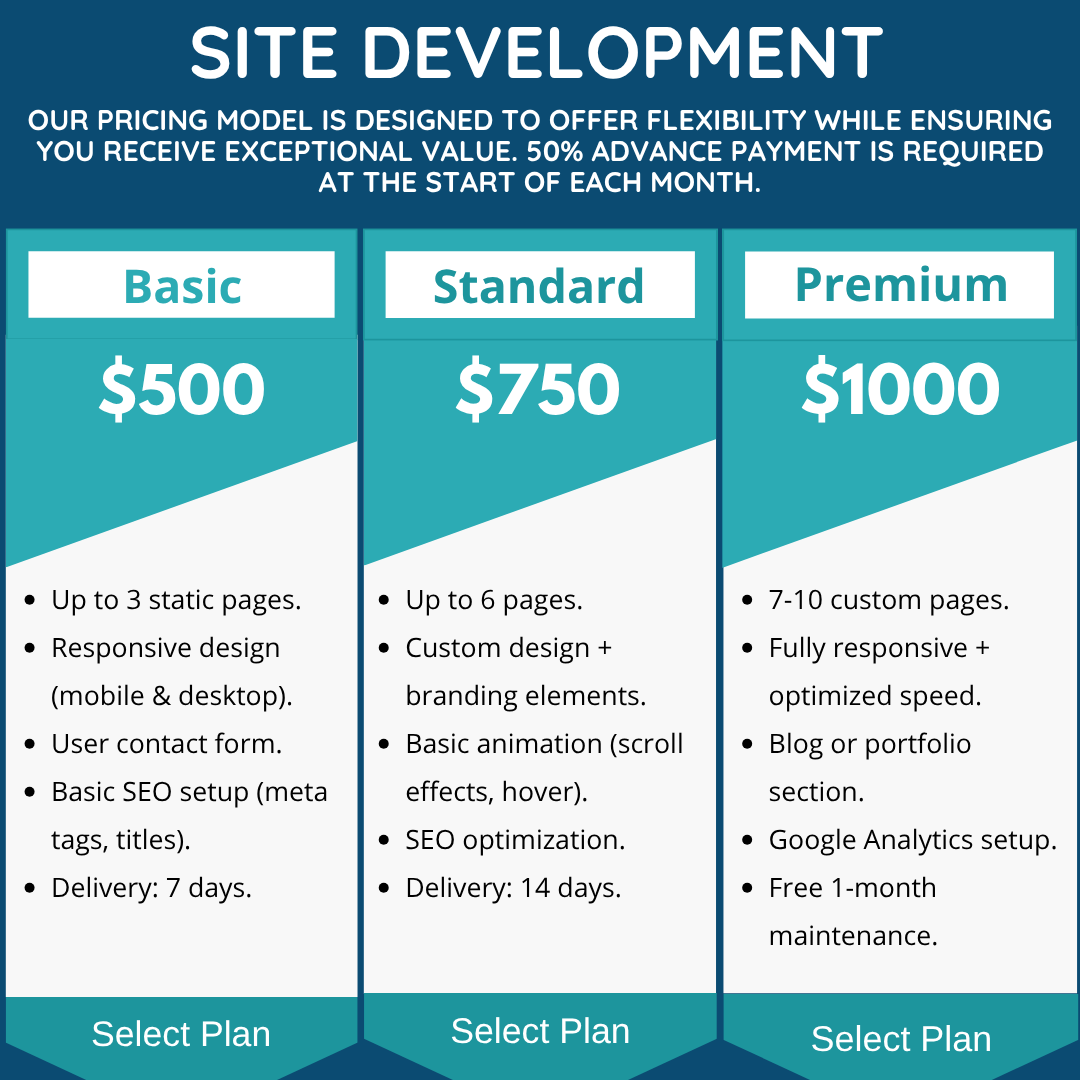 SITE DEVELOPMENT
OUR PRICING MODEL IS DESIGNED TO OFFER FLEXIBILITY WHILE ENSURING
YOU RECEIVE EXCEPTIONAL VALUE. 50% ADVANCE PAYMENT IS REQUIRED
AT THE START OF EACH MONTH.
Basic
$500
• Up to 3 static pages.
• Responsive design
(mobile & desktop).
• User contact form.
• Basic SEO setup (meta
tags, titles).
• Delivery: 7 days.
Select Plan
Standard
$750
• Up to 6 pages.
• Custom design +
branding elements.
• Basic animation (scroll
effects, hover).
• SEO optimization.
• Delivery: 14 days.
Select Plan
Premium
$1000
• 7-10 custom pages.
• Fully responsive +
optimized speed.
• Blog or portfolio
section.
• Google Analytics setup.
• Free 1-month
maintenance.
Select Plan